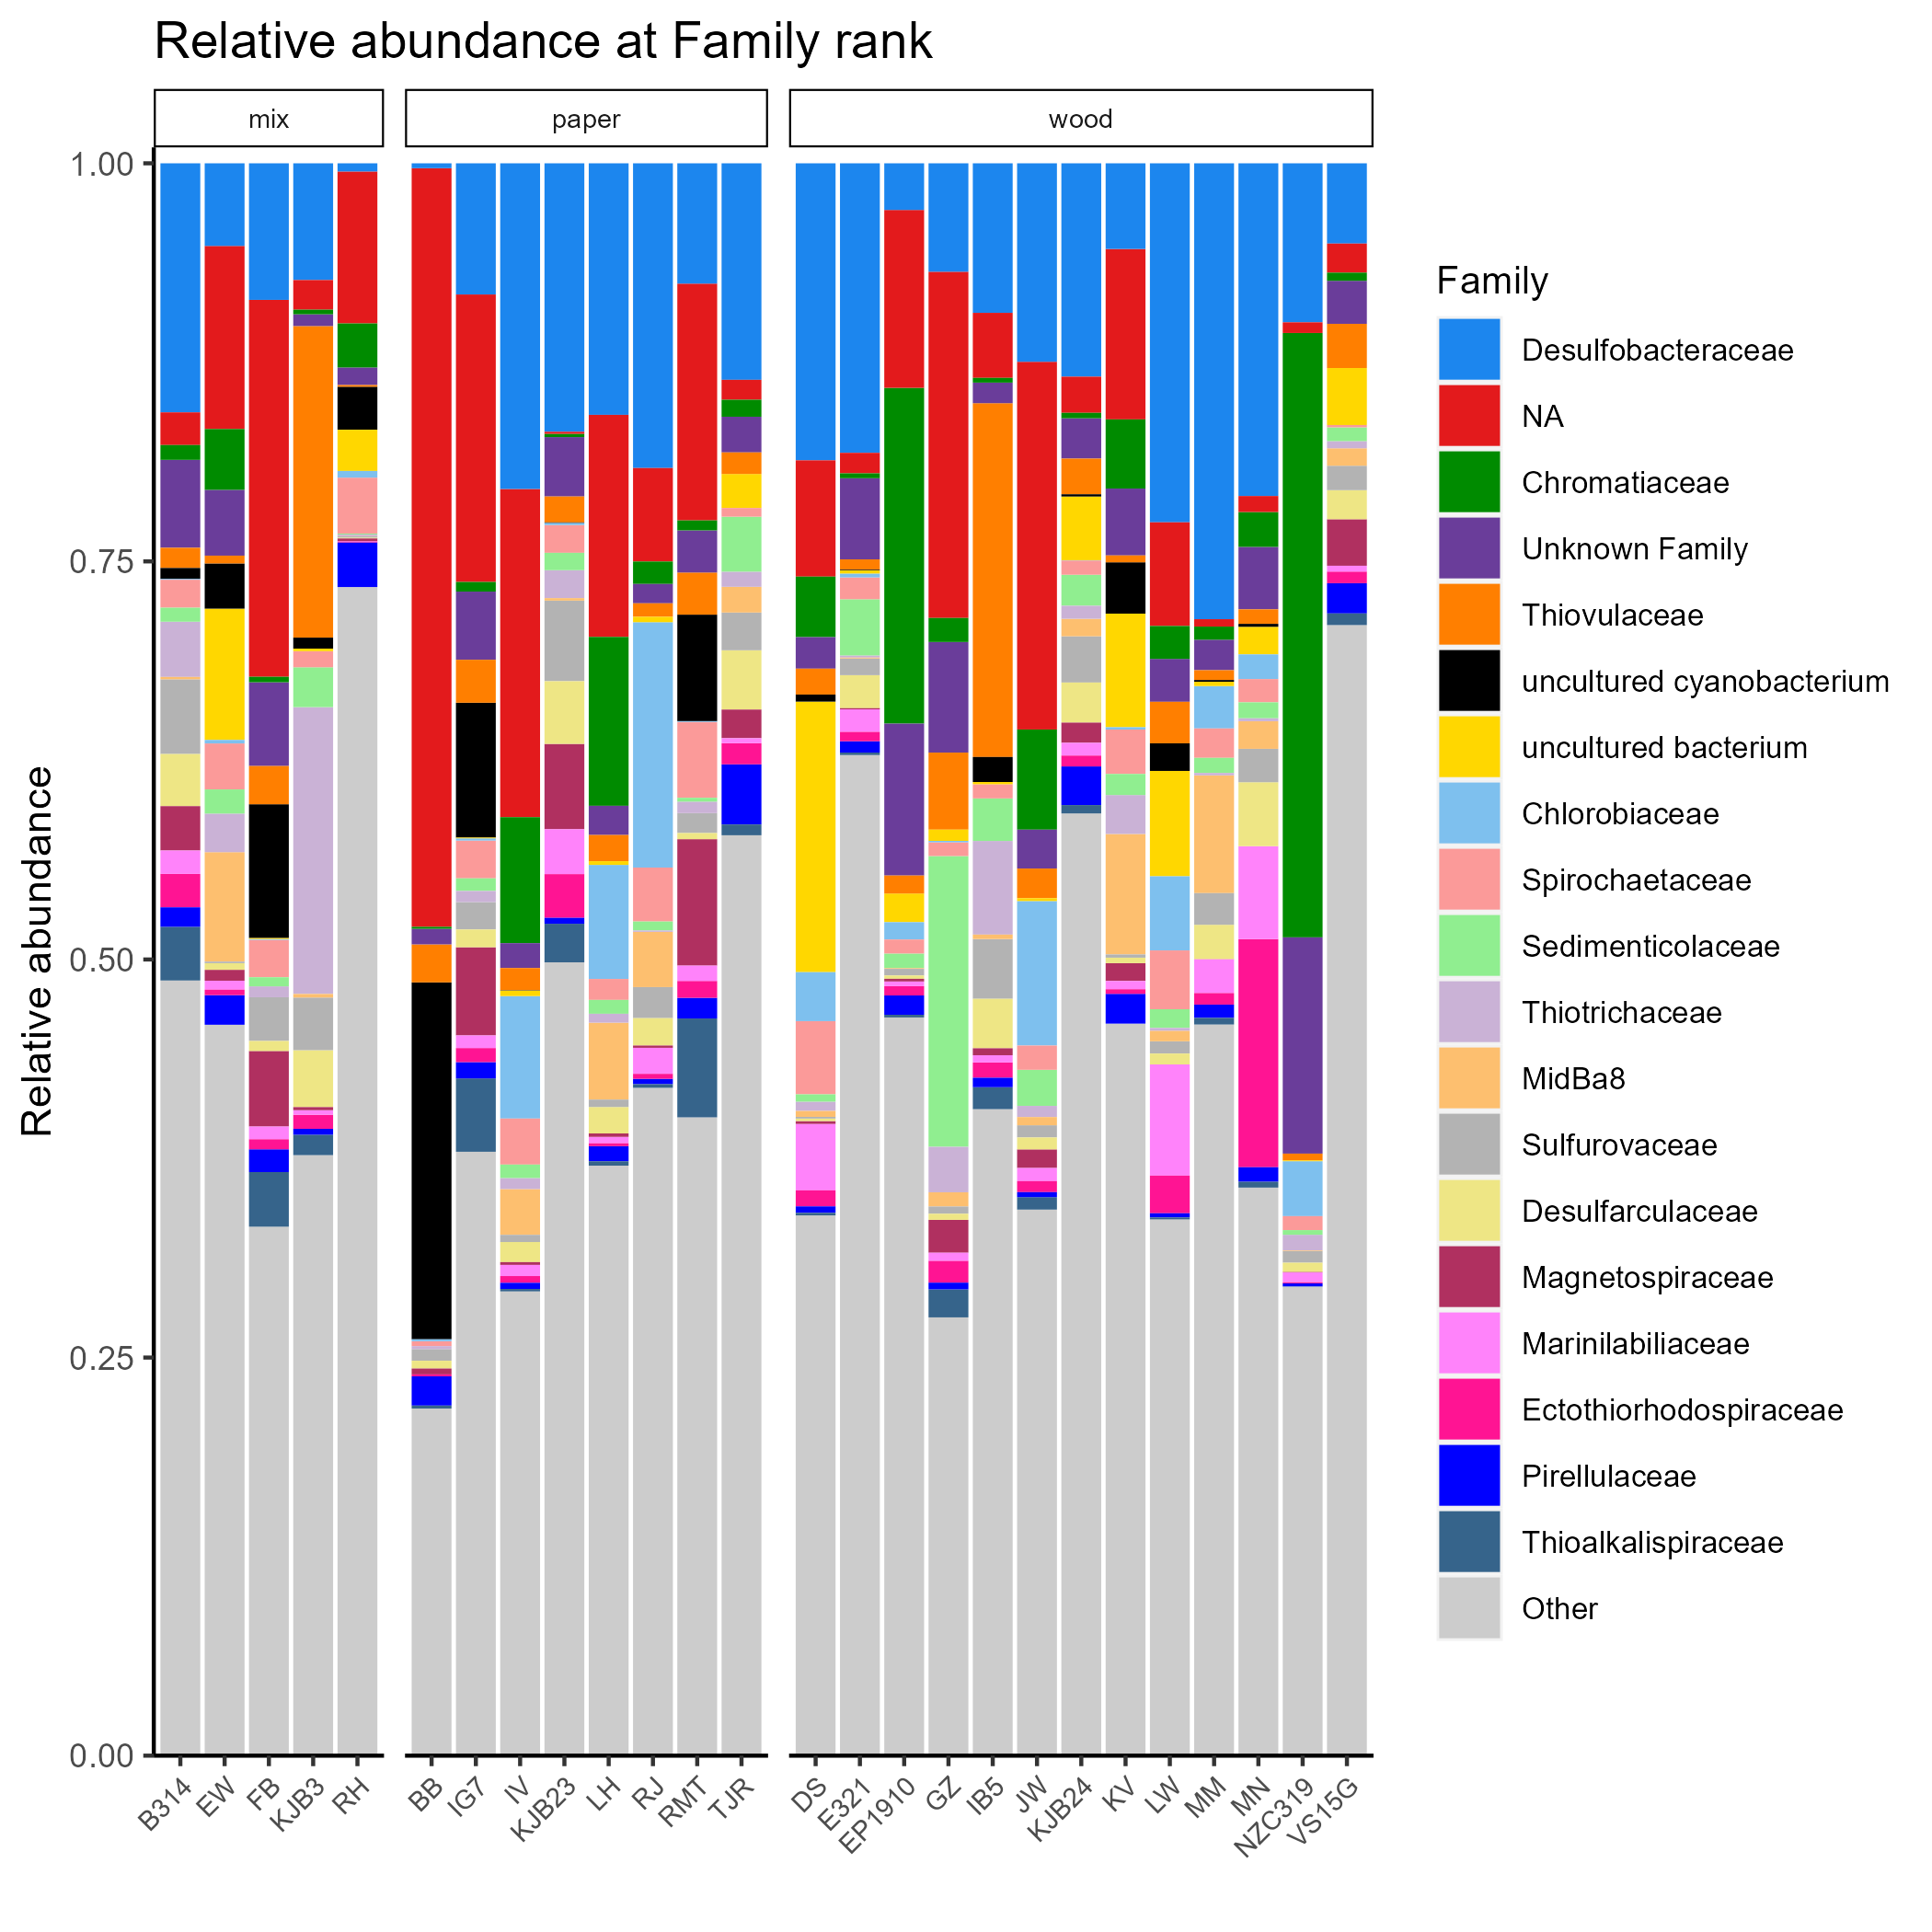 Relative abundance at Family rank
mix
paper
wood
Relative abundance
1.00
0.75
0.50
0.25
0.00
B314
EW
FB
KJB3
RH
BB
IG7
IV
KJB23
LH
RJ
RMT
TJR
DS
E321
EP1910
GZ
IB5
JW
KJB24
KV
LW
MM
MN
NZC319
VS15G
Family
Desulfobacteraceae
NA
Chromatiaceae
Unknown Family
Thiovulaceae
uncultured cyanobacterium
uncultured bacterium
Chlorobiaceae
Spirochaetaceae
Sedimenticolaceae
Thiotrichaceae
MidBa8
Sulfurovaceae
Desulfarculaceae
Magnetospiraceae
Marinilabiliaceae
Ectothiorhodospiraceae
Pirellulaceae
Thioalkalispiraceae
Other